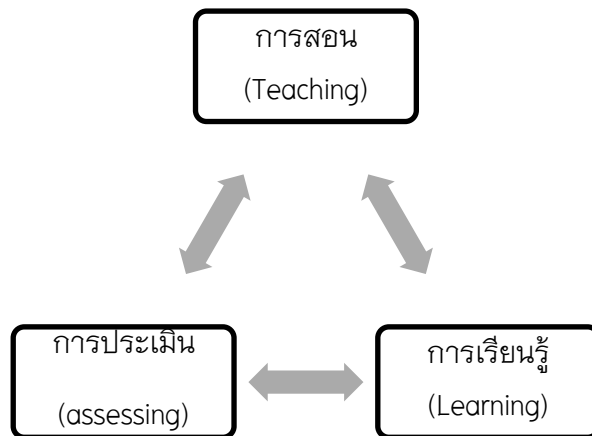 การสอน
(Teaching)
การประเมิน
(assessing)
การเรียนรู้
(Learning)